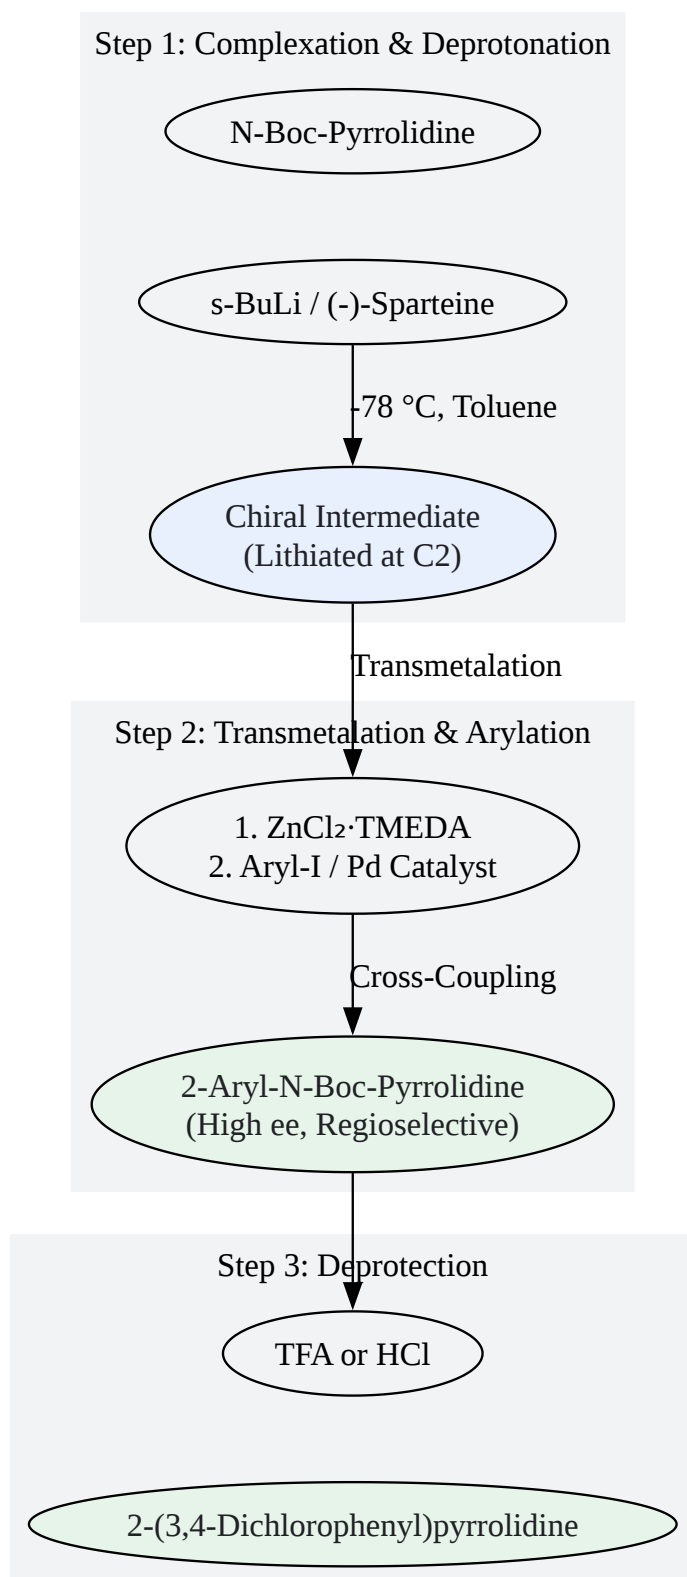 Step 1: Complexation & Deprotonation
N-Boc-Pyrrolidine
s-BuLi / (-)-Sparteine
-78 °C, Toluene
Chiral Intermediate
(Lithiated at C2)
Transmetalation
Step 2: Transmetalation & Arylation
1. ZnCl₂·TMEDA
2. Aryl-I / Pd Catalyst
Cross-Coupling
2-Aryl-N-Boc-Pyrrolidine
(High ee, Regioselective)
Step 3: Deprotection
TFA or HCl
2-(3,4-Dichlorophenyl)pyrrolidine